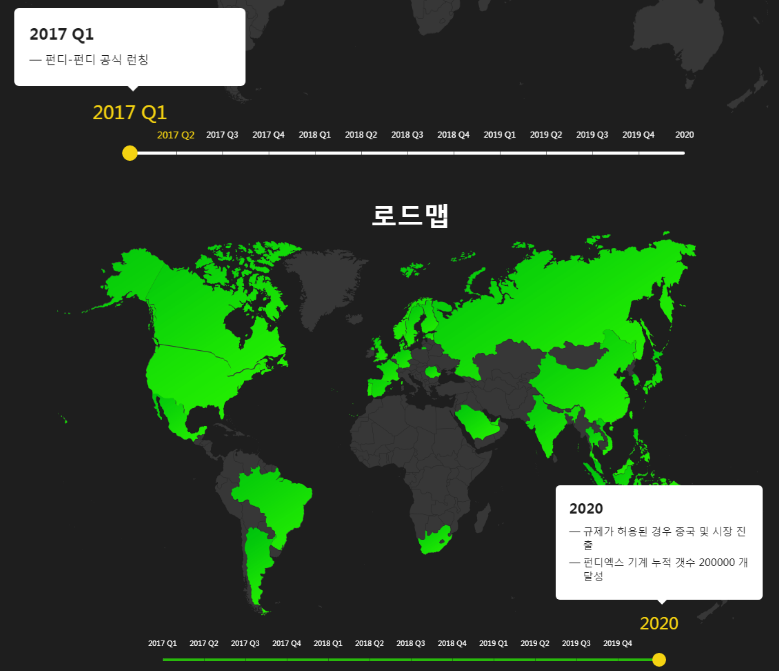 2017 Q1
— 펀디-펀디 공식 런칭
2017 Q1
2017 Q2 2017 Q3 2017 Q4 2018 Q1 2018 Q2 2018 Q3 2018 Q4 2019 Q1 2019 Q2 2019 Q3 2019 Q4 2020
로드맵
2020
— 규제가 허용된 경우 중국 및 시장 진
출
— 펀디엑스 기계 누적 갯수 200000 개
달성
2020
2017 Q1 2017 Q2 2017 Q3 2017 Q4 2018 Q1 2018 Q2 2018 Q3 2018 Q4 2019 Q1 2019 Q2 2019 Q3 2019 Q4